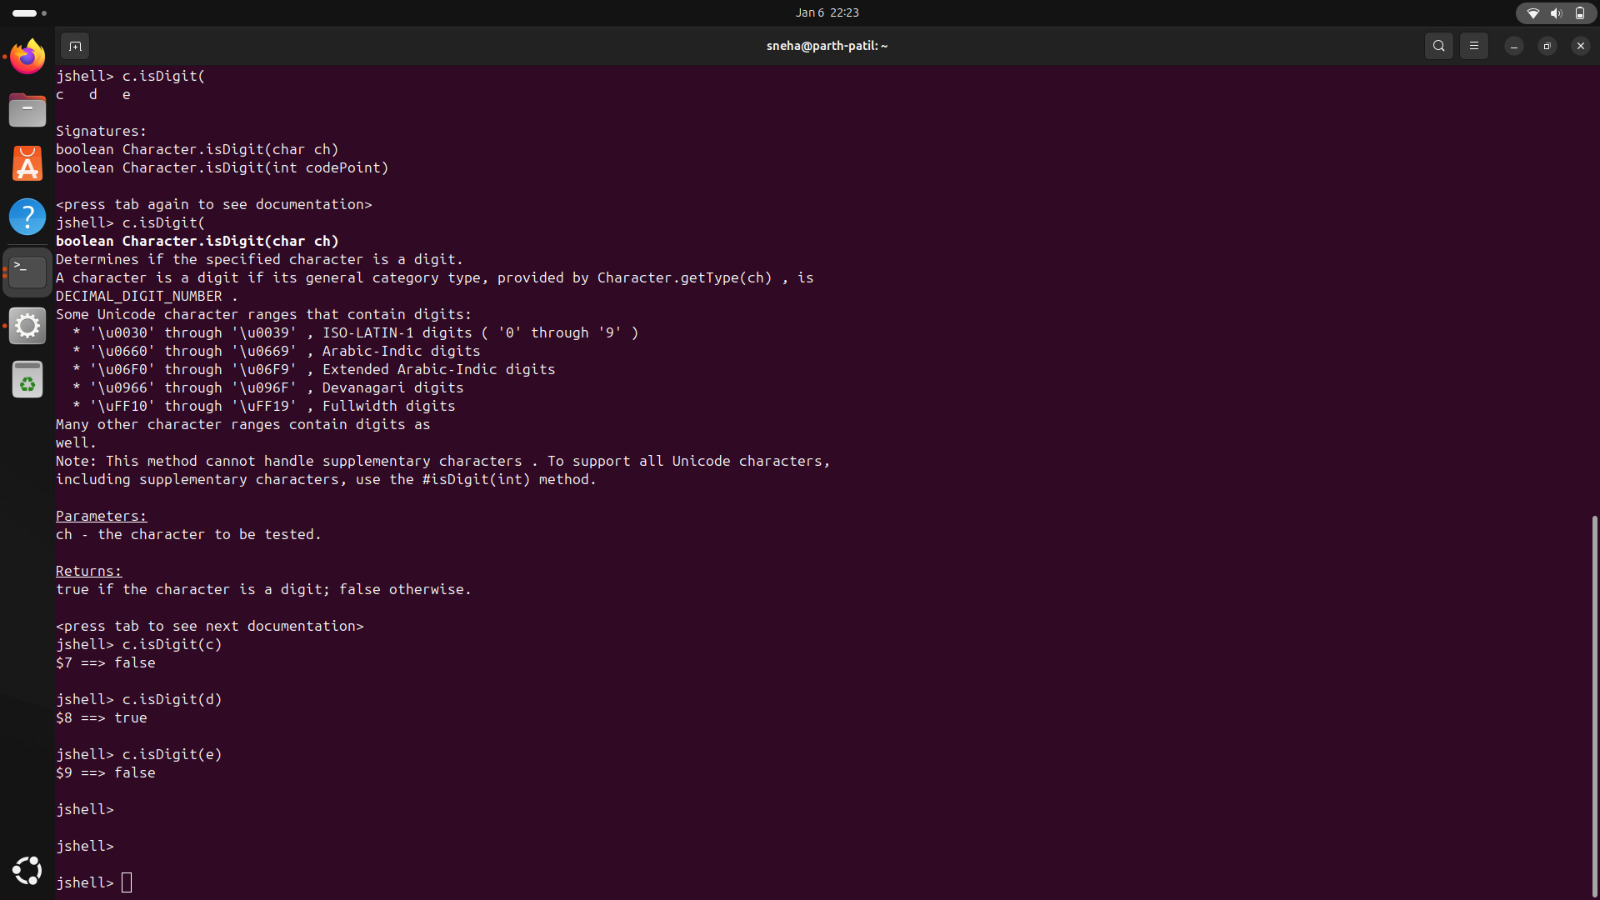 Jan 6 22:23
sneha@parth-patil: ~
jshell> c.isDigit(
c   d   e
Signatures:
boolean Character.isDigit(char ch)
boolean Character.isDigit(int codePoint)
<press tab again to see documentation>
jshell> c.isDigit(
boolean Character.isDigit(char ch)
Determines if the specified character is a digit.
A character is a digit if its general category type, provided by Character.getType(ch) , is
DECIMAL_DIGIT_NUMBER .
Some Unicode character ranges that contain digits:
  * '\u0030' through '\u0039' , ISO-LATIN-1 digits ( '0' through '9' )
  * '\u0660' through '\u0669' , Arabic-Indic digits
  * '\u06F0' through '\u06F9' , Extended Arabic-Indic digits
  * '\u0966' through '\u096F' , Devanagari digits
  * '\uFF10' through '\uFF19' , Fullwidth digits
Many other character ranges contain digits as
well.
Note: This method cannot handle supplementary characters . To support all Unicode characters,
including supplementary characters, use the #isDigit(int) method.
Parameters:
ch - the character to be tested.
Returns:
true if the character is a digit; false otherwise.
<press tab to see next documentation>
jshell> c.isDigit(c)
$7 ==> false
jshell> c.isDigit(d)
$8 ==> true
jshell> c.isDigit(e)
$9 ==> false
jshell>
jshell>
jshell>